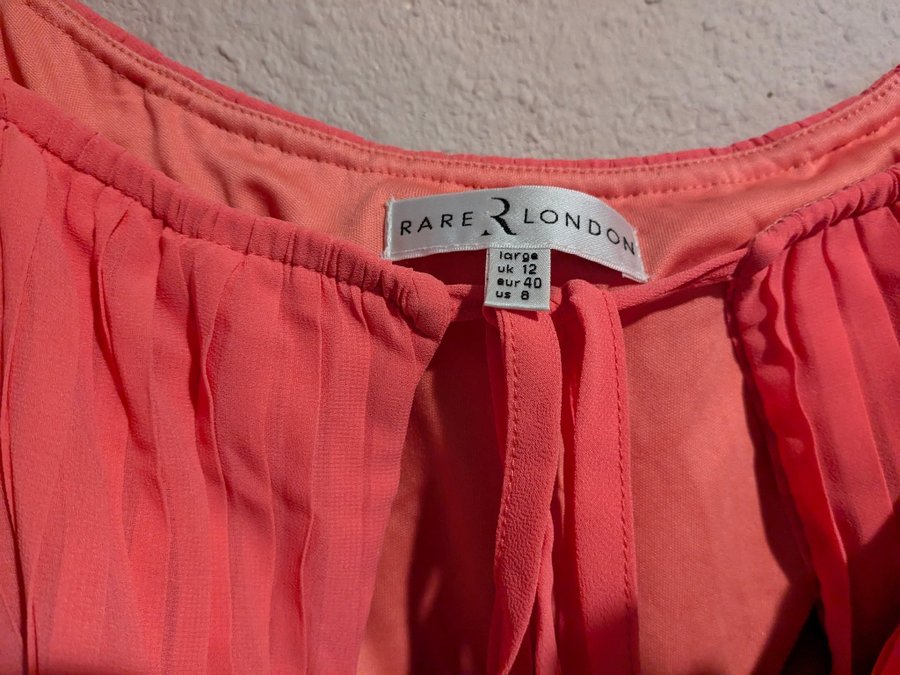 RARE R LONDON
large
uk 12
eur 40
us 8